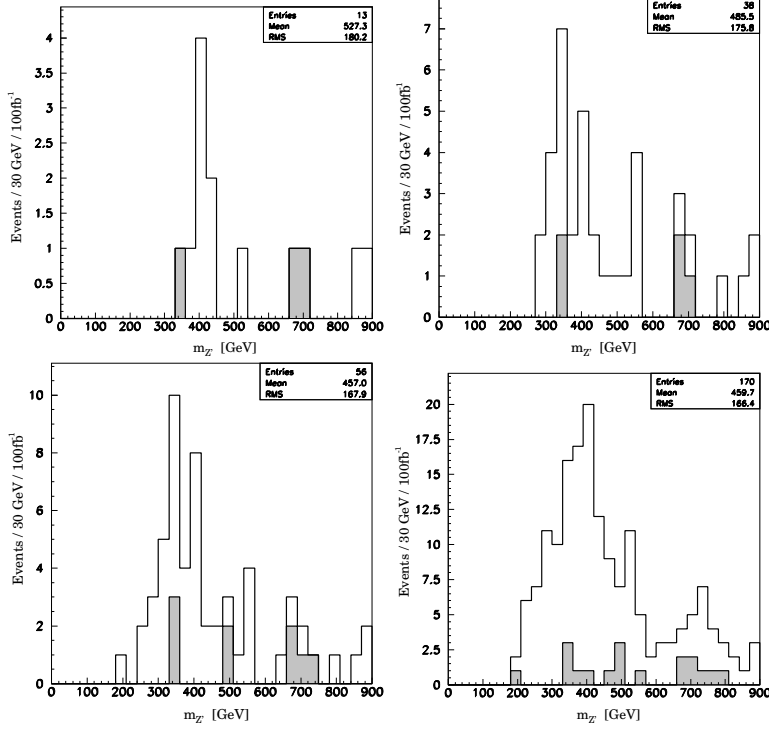 Entries 13
Mean 527.3
RMS 180.2
4.5
4
3.5
3
2.5
2
1.5
1
0.5
0
Events / 30 GeV / 100fb⁻¹
0 100 200 300 400 500 600 700 800 900
m_Z' [GeV]
Entries 38
Mean 485.5
RMS 175.8
7
6
5
4
3
2
1
0
Events / 30 GeV / 100fb⁻¹
0 100 200 300 400 500 600 700 800 900
m_Z' [GeV]
Entries 56
Mean 457.0
RMS 167.9
10
8
6
4
2
0
Events / 30 GeV / 100fb⁻¹
0 100 200 300 400 500 600 700 800 900
m_Z' [GeV]
Entries 170
Mean 459.7
RMS 166.4
20
17.5
15
12.5
10
7.5
5
2.5
0
Events / 30 GeV / 100fb⁻¹
0 100 200 300 400 500 600 700 800 900
m_Z' [GeV]